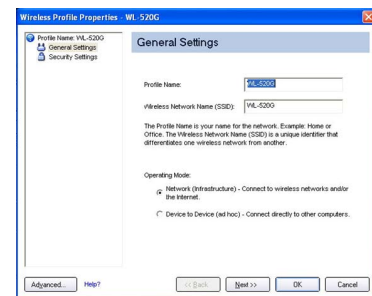 Wireless Profile Properties - WL-520G
Profile Name: WL-520G
General Settings
Security Settings
General Settings
Profile Name: WL-520G
Wireless Network Name (SSID): WL-520G
The Profile Name is your name for the network. Example: Home or
Office. The Wireless Network Name (SSID) is a unique identifier that
differentiates one wireless network from another.
Operating Mode:
Network (Infrastructure) - Connect to wireless networks and/or
the Internet.
Device to Device (ad hoc) - Connect directly to other computers.
Advanced... Help? << Back Next >> OK Cancel